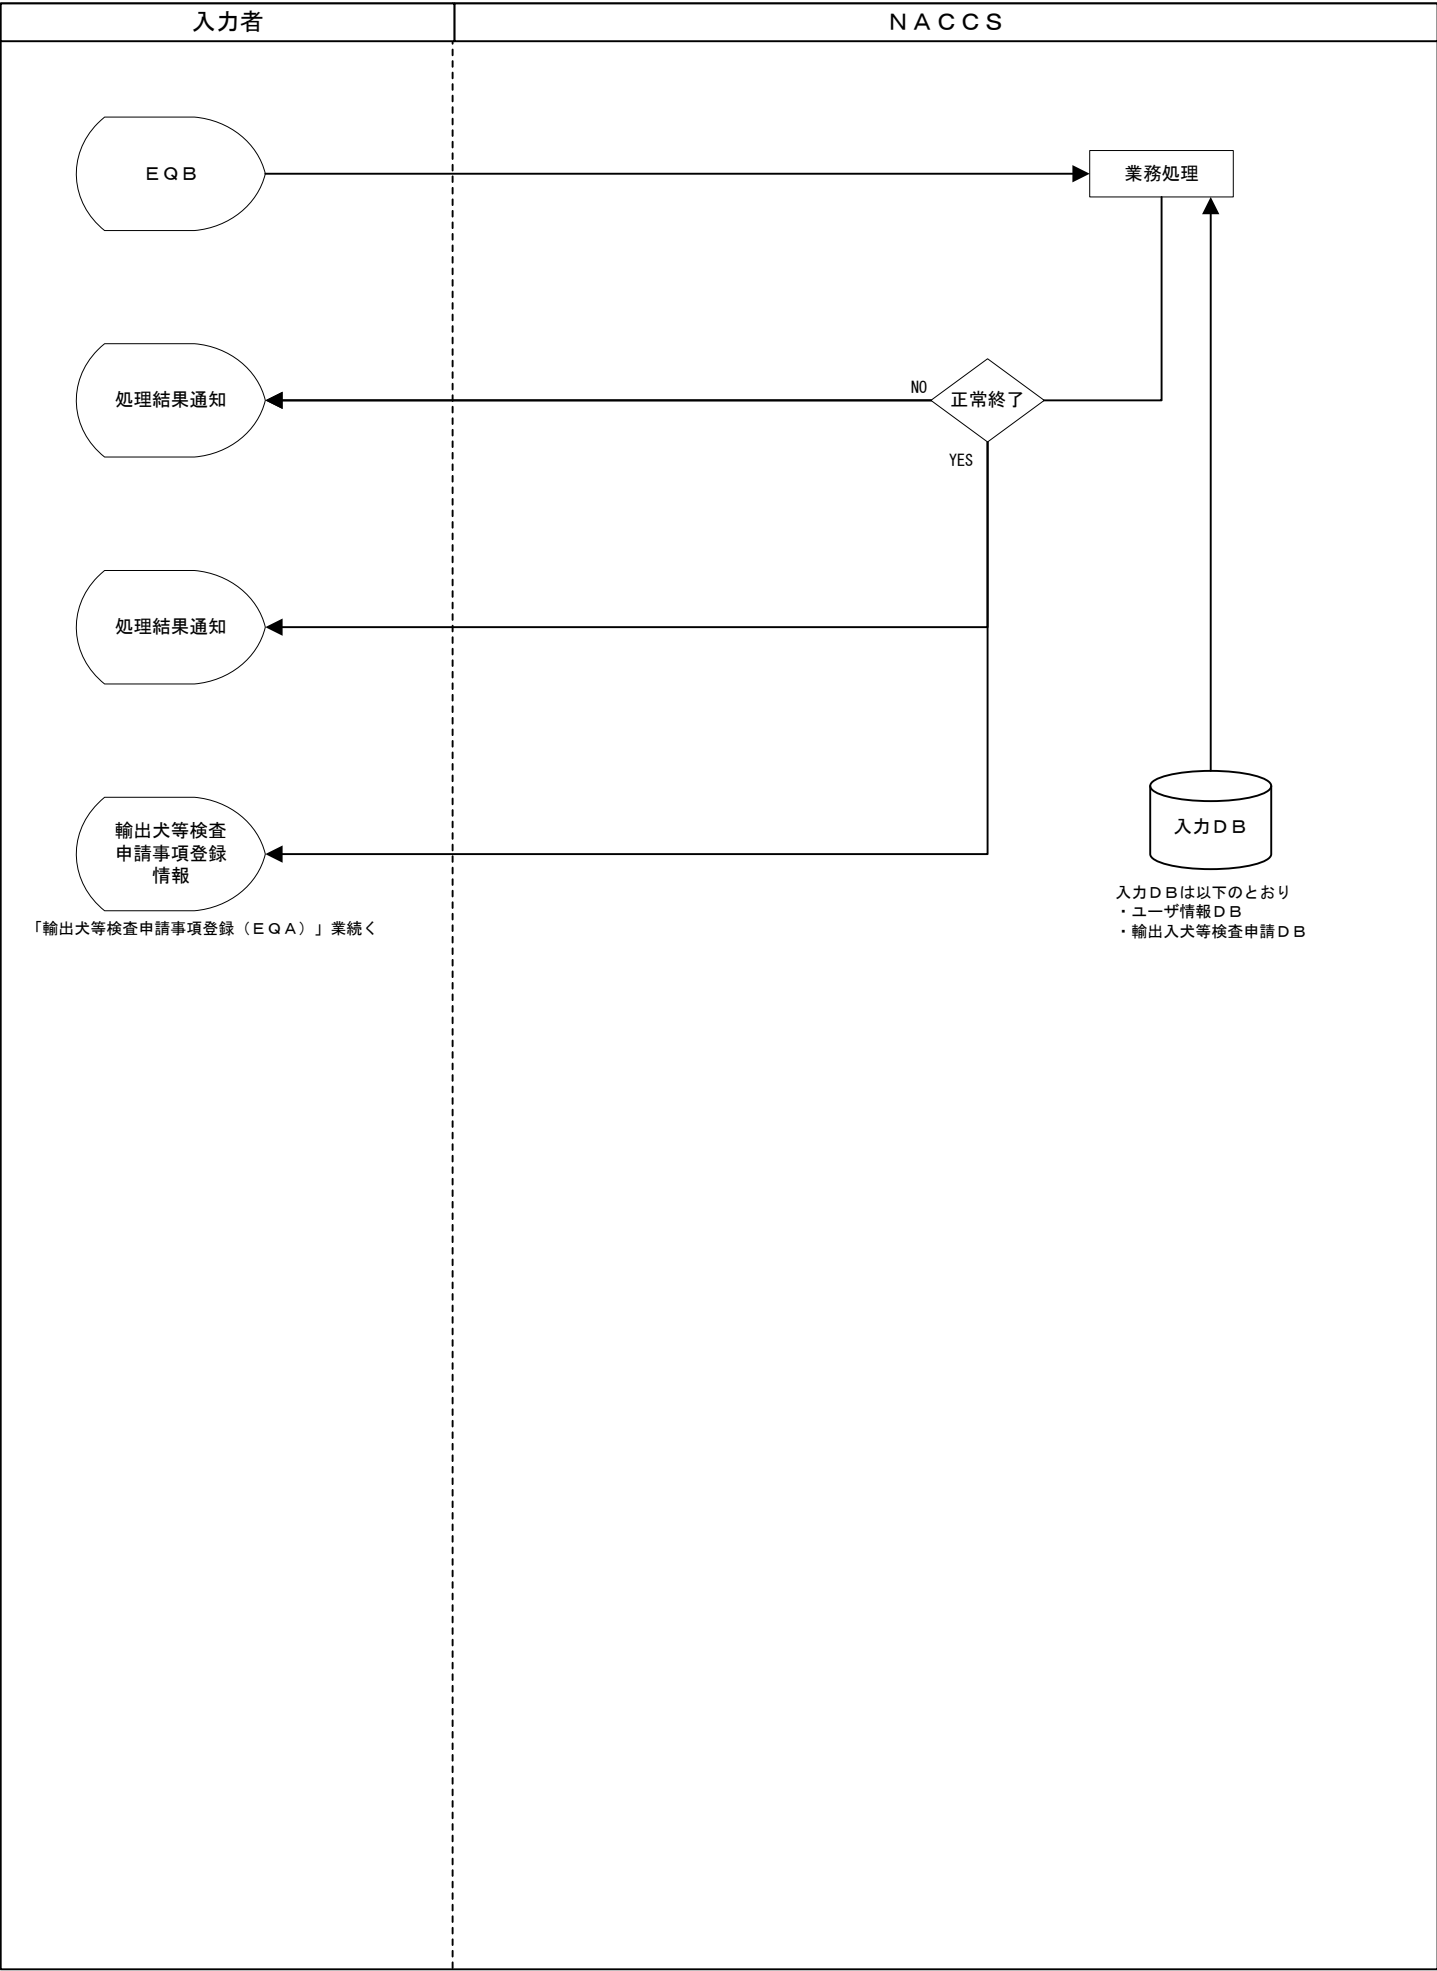 入力者
ＮＡＣＣＳ
ＥＱＢ
業務処理
処理結果通知
NO
正常終了
YES
処理結果通知
輸出犬等検査
申請事項登録
情報
「輸出犬等検査申請事項登録（ＥＱＡ）」業続く
入力ＤＢ
入力ＤＢは以下のとおり
・ユーザ情報ＤＢ
・輸出入犬等検査申請ＤＢ